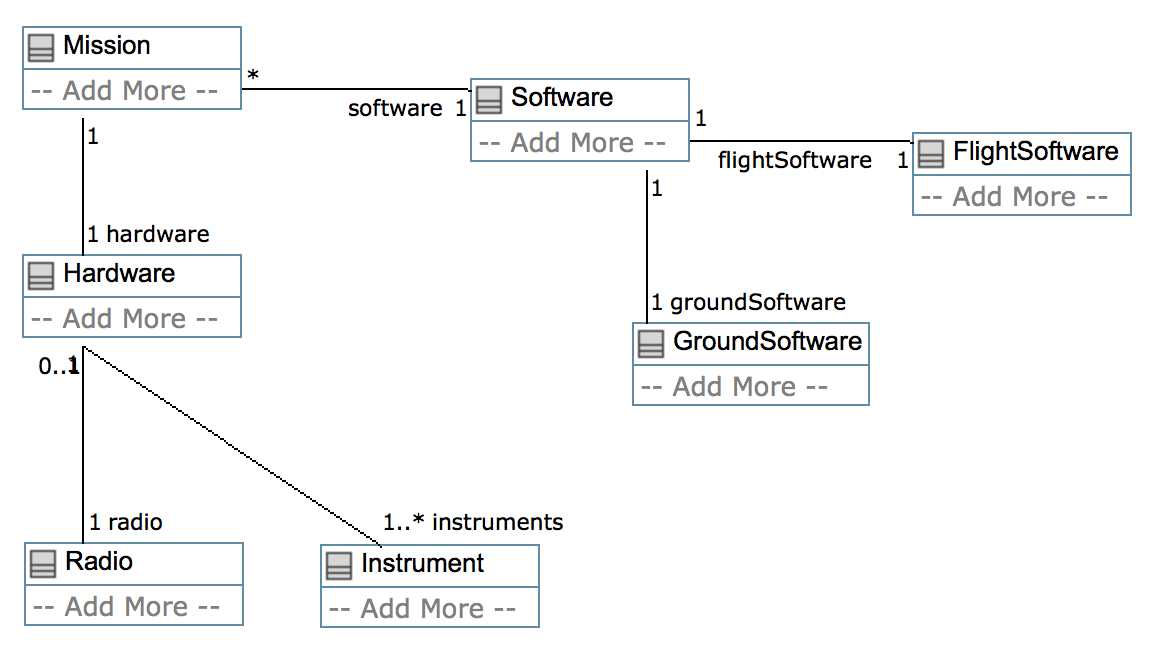 Mission
-- Add More --
*
software 1
Software
-- Add More --
1
flightSoftware 1
FlightSoftware
-- Add More --
1
1 hardware
Hardware
-- Add More --
1
1 groundSoftware
GroundSoftware
-- Add More --
0..1
1
1 radio
1..* instruments
Radio
-- Add More --
Instrument
-- Add More --